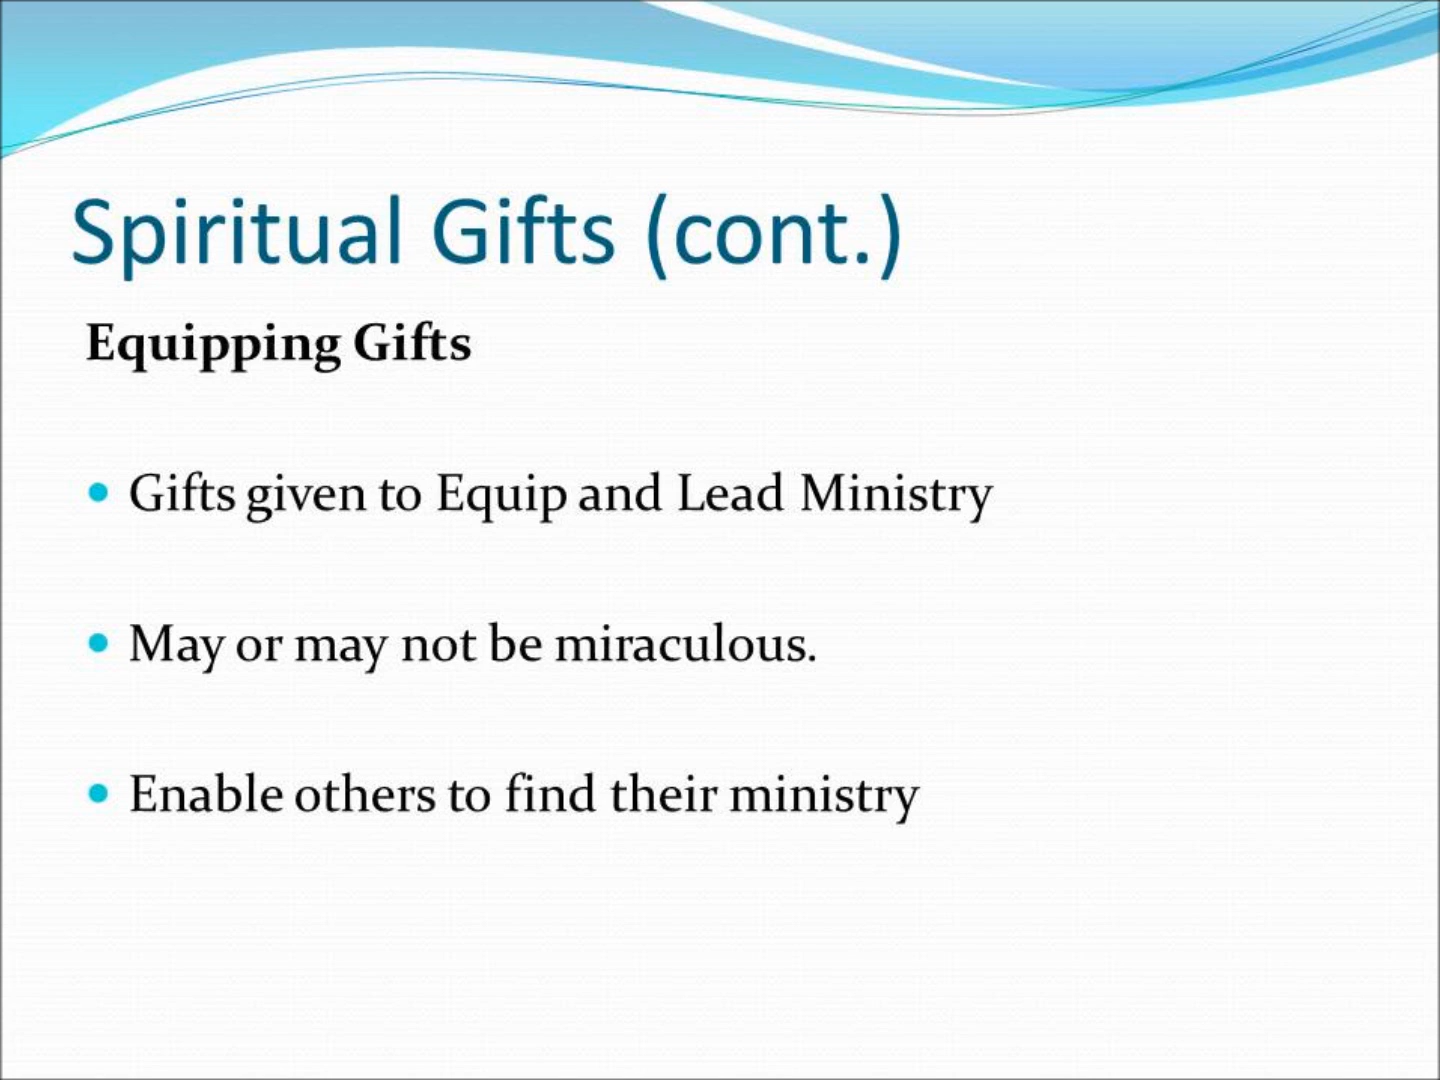 Spiritual Gifts (cont.)
Equipping Gifts
• Gifts given to Equip and Lead Ministry
• May or may not be miraculous.
• Enable others to find their ministry